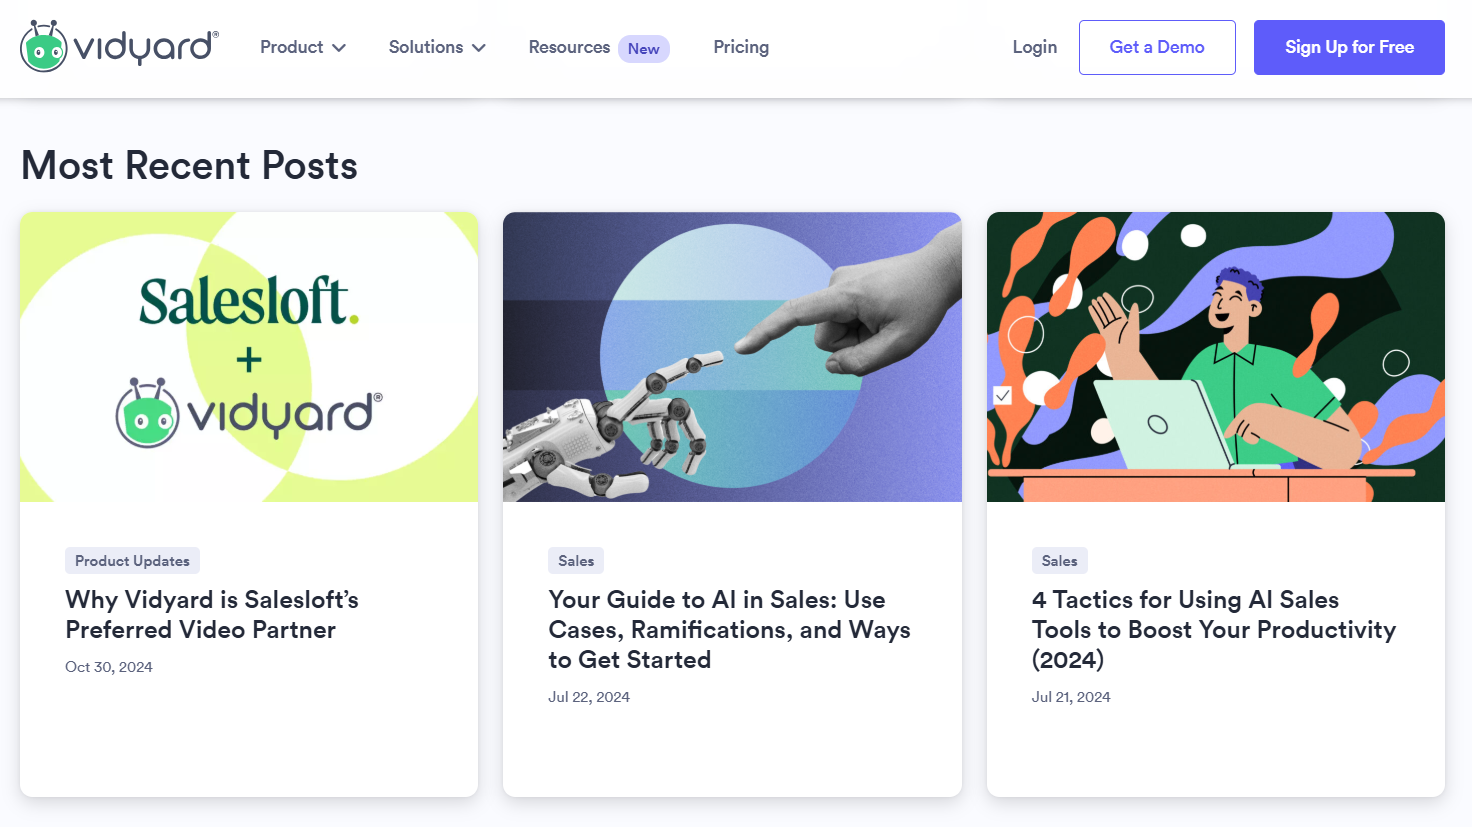 vidyard®
Product
Solutions
Resources New
Pricing
Login
Get a Demo
Sign Up for Free
Most Recent Posts
Salesloft.
+
vidyard®
Product Updates
Why Vidyard is Salesloft’s
Preferred Video Partner
Oct 30, 2024
Sales
Your Guide to AI in Sales: Use
Cases, Ramifications, and Ways
to Get Started
Jul 22, 2024
Sales
4 Tactics for Using AI Sales
Tools to Boost Your Productivity
(2024)
Jul 21, 2024